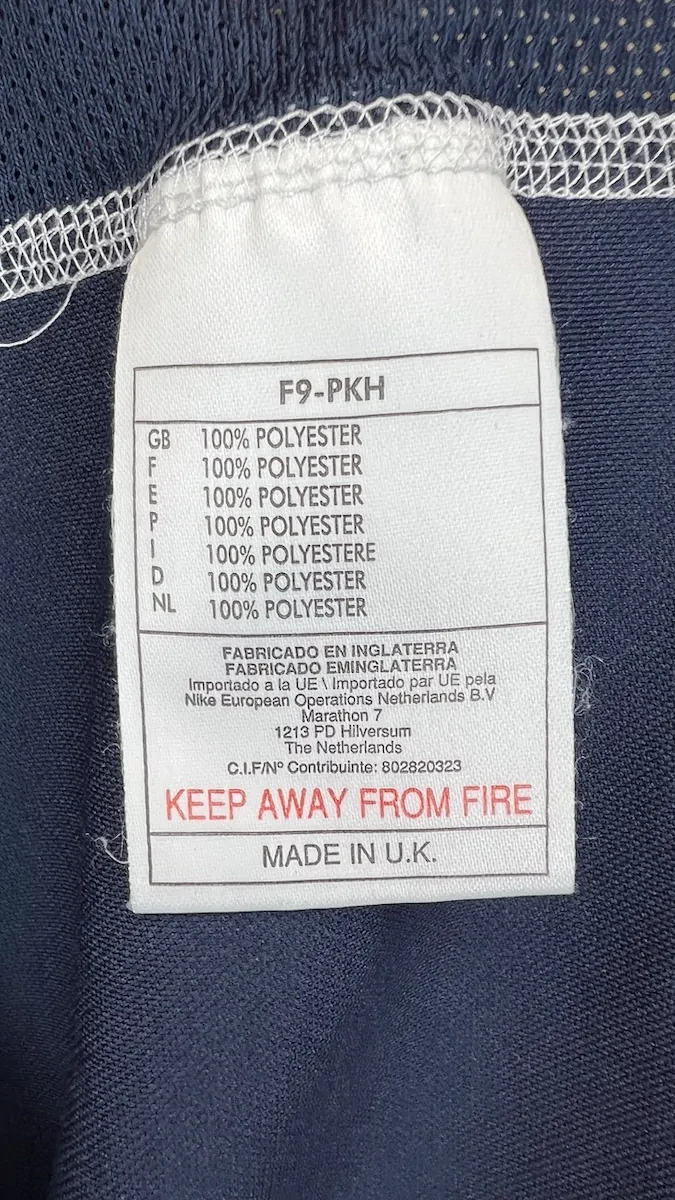 F9-PKH
GB 100% POLYESTER
F 100% POLYESTER
E 100% POLYESTER
P 100% POLYESTER
I 100% POLYESTERE
D 100% POLYESTER
NL 100% POLYESTER
FABRICADO EN INGLATERRA
FABRICADO EMINGLATERRA
Importado a la UE \ Importado par UE pela
Nike European Operations Netherlands B.V
Marathon 7
1213 PD Hilversum
The Netherlands
C.I.F/Nº Contribuinte: 802820323
KEEP AWAY FROM FIRE
MADE IN U.K.